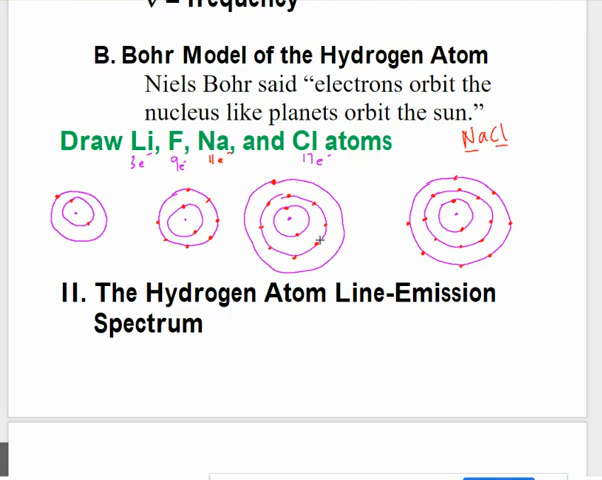 B. Bohr Model of the Hydrogen Atom
Niels Bohr said “electrons orbit the
nucleus like planets orbit the sun.”
Draw Li, F, Na, and Cl atoms
NaCl
3e⁻ 9e⁻ 11e⁻ 17e⁻
II. The Hydrogen Atom Line-Emission
Spectrum